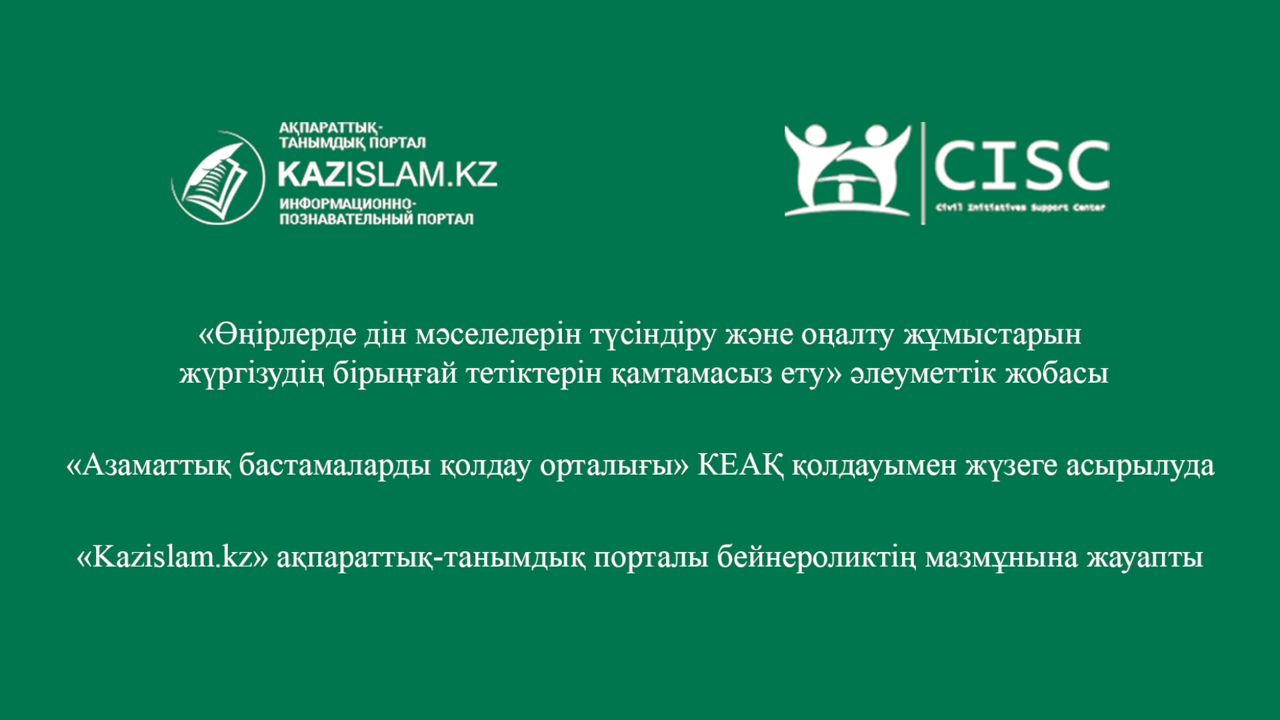 АҚПАРАТТЫҚ-
ТАНЫМДЫҚ ПОРТАЛ
KAZISLAM.KZ
ИНФОРМАЦИОННО-
ПОЗНАВАТЕЛЬНЫЙ ПОРТАЛ
CISC
Civil Initiatives Support Center
«Өңірлерде дін мәселелерін түсіндіру және оңалту жұмыстарын
жүргізудің бірыңғай тетіктерін қамтамасыз ету» әлеуметтік жобасы
«Азаматтық бастамаларды қолдау орталығы» КЕАҚ қолдауымен жүзеге асырылуда
«Kazislam.kz» ақпараттық-танымдық порталы бейнероликтің мазмұнына жауапты